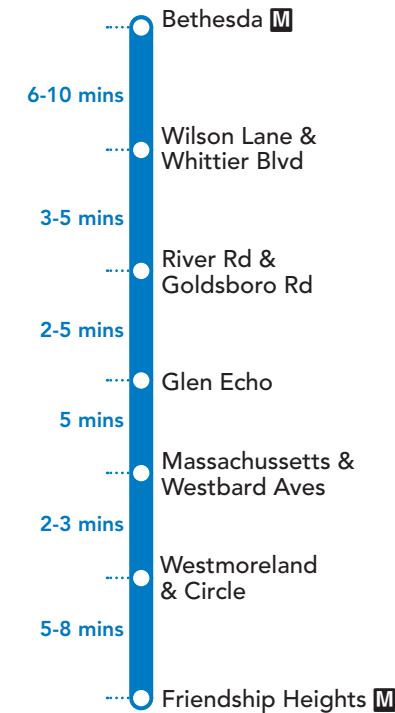 Bethesda M
6-10 mins
Wilson Lane &
Whittier Blvd
3-5 mins
River Rd &
Goldsboro Rd
2-5 mins
Glen Echo
5 mins
Massachussetts &
Westbard Aves
2-3 mins
Westmoreland
& Circle
5-8 mins
Friendship Heights M